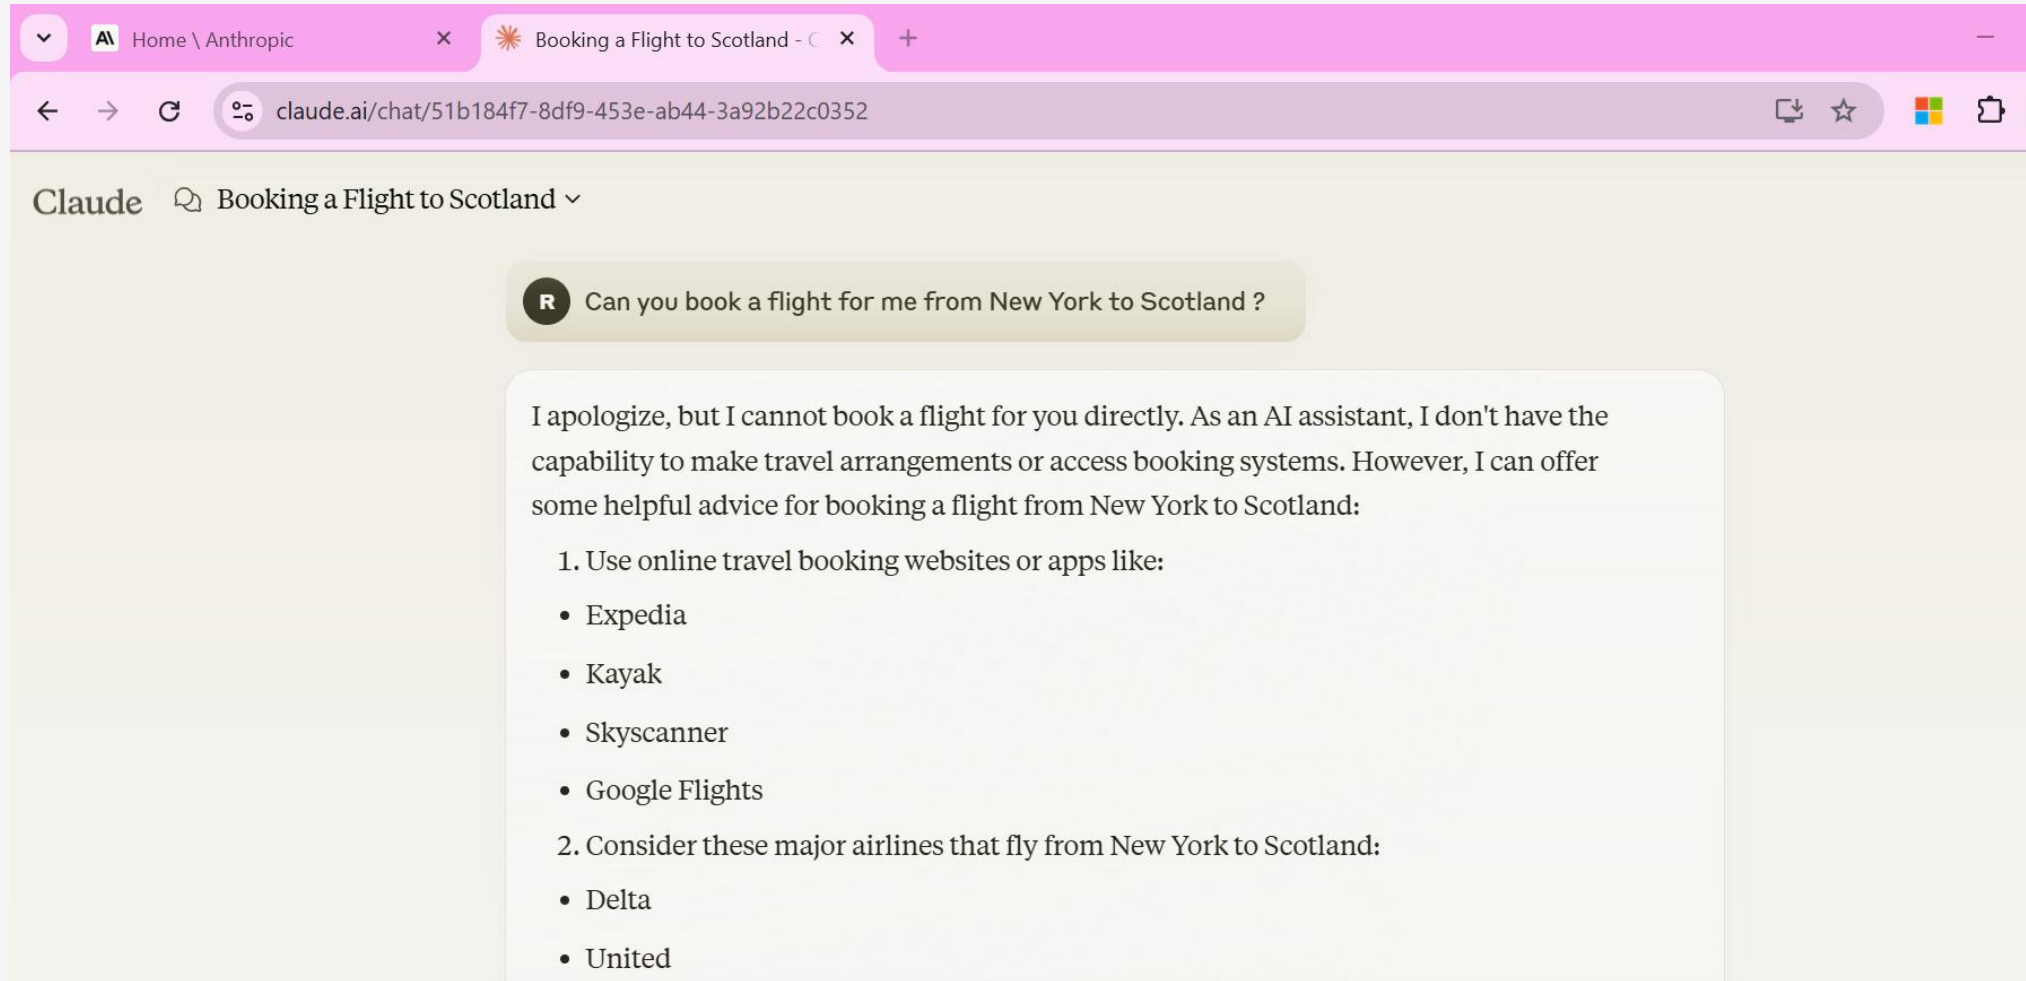 Home \ Anthropic
Booking a Flight to Scotland -
claude.ai/chat/51b184f7-8df9-453e-ab44-3a92b22c0352
Claude
Booking a Flight to Scotland
R
Can you book a flight for me from New York to Scotland ?
I apologize, but I cannot book a flight for you directly. As an AI assistant, I don't have the
capability to make travel arrangements or access booking systems. However, I can offer
some helpful advice for booking a flight from New York to Scotland:
1. Use online travel booking websites or apps like:
• Expedia
• Kayak
• Skyscanner
• Google Flights
2. Consider these major airlines that fly from New York to Scotland:
• Delta
• United